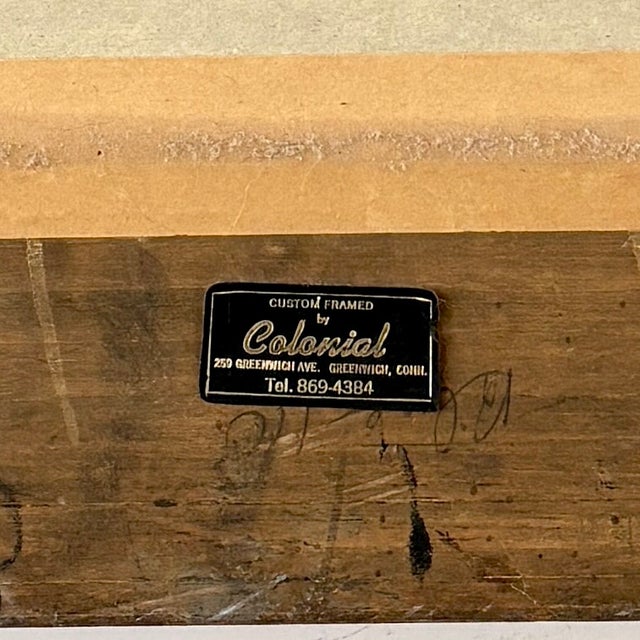 CUSTOM FRAMED
by
Colonial
259 GREENWICH AVE. GREENWICH, CONN.
Tel. 869-4384